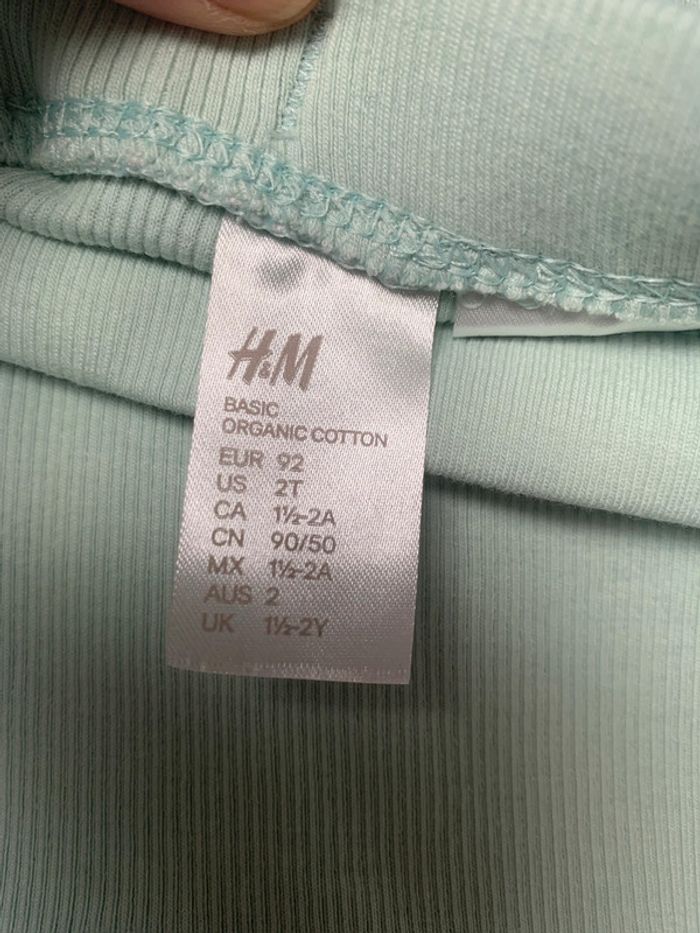 H&M
BASIC
ORGANIC COTTON
EUR 92
US 2T
CA 1½-2A
CN 90/50
MX 1½-2A
AUS 2
UK 1½-2Y